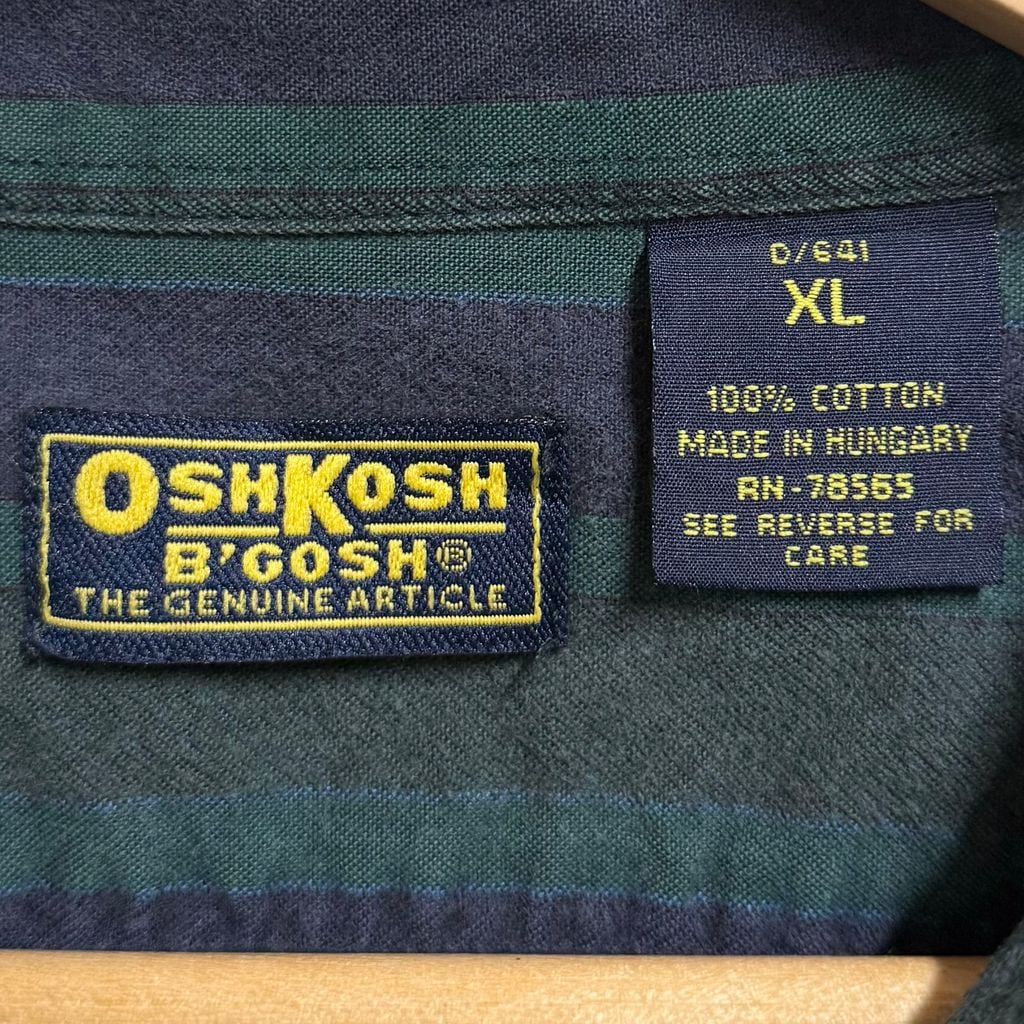 D/641
XL
100% COTTON
MADE IN HUNGARY
RN-78565
SEE REVERSE FOR
CARE
OSHKOSH
B'GOSH®
THE GENUINE ARTICLE